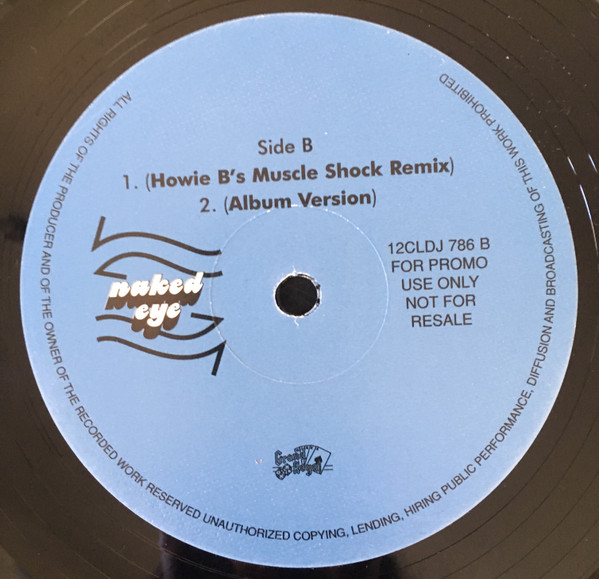 Side B
1. (Howie B's Muscle Shock Remix)
2. (Album Version)
naked
eye
12CLDJ 786 B
FOR PROMO
USE ONLY
NOT FOR
RESALE
Grand
Royal
ALL RIGHTS OF THE PRODUCER AND OF THE OWNER OF THE RECORDED WORK RESERVED UNAUTHORIZED COPYING, LENDING, HIRING PUBLIC PERFORMANCE, DIFFUSION AND BROADCASTING OF THIS WORK PROHIBITED